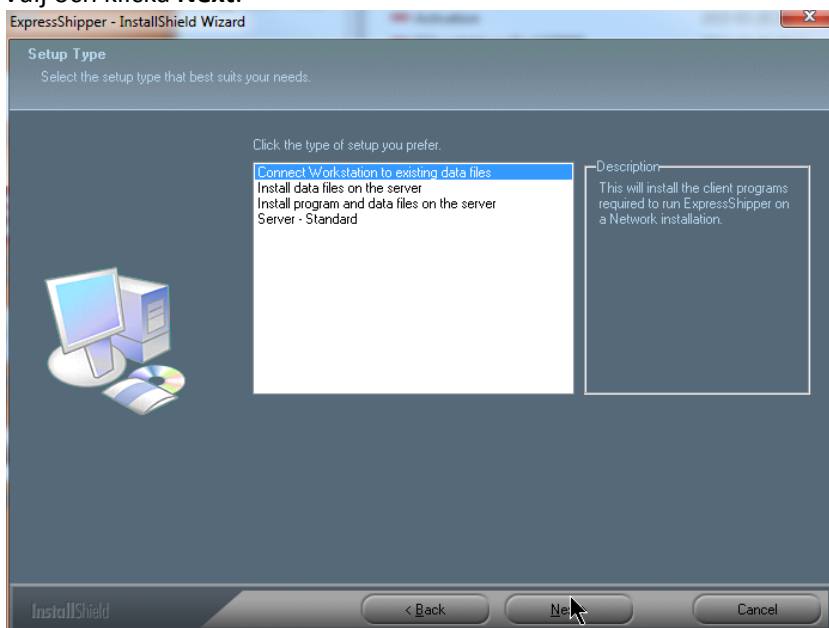 ExpressShipper - InstallShield Wizard
Setup Type
Select the setup type that best suits your needs.
Click the type of setup you prefer.
Connect Workstation to existing data files
Install data files on the server
Install program and data files on the server
Server - Standard
Description
This will install the client programs
required to run ExpressShipper on
a Network installation.
InstallShield
< Back
Cancel